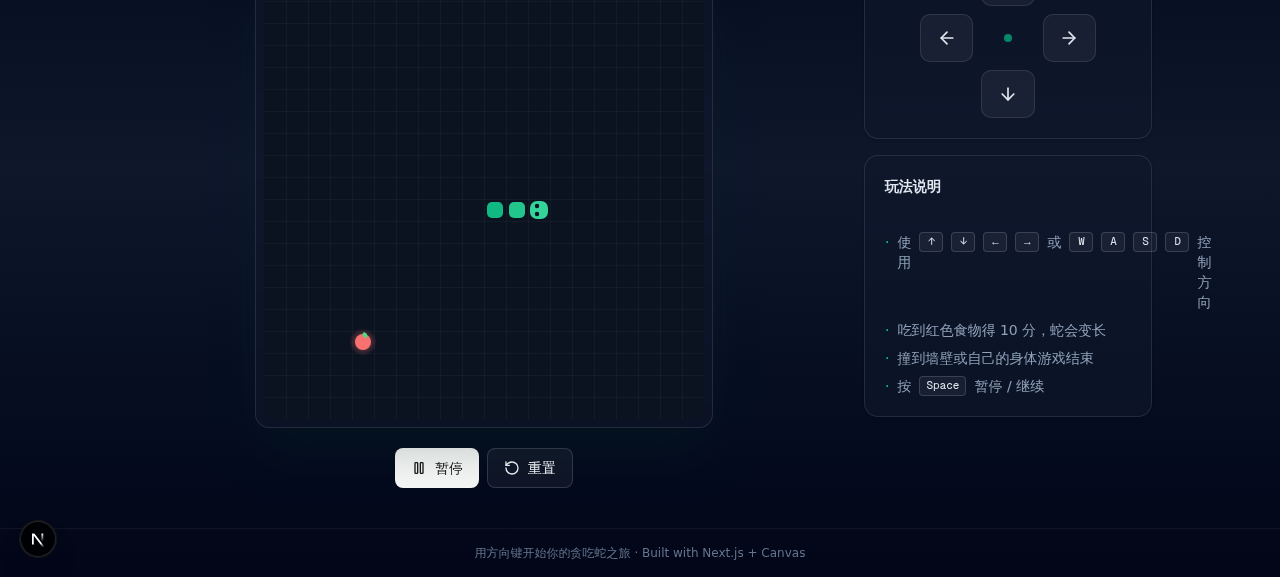 玩法说明
· 使用 ↑ ↓ ← → 或 W A S D 控制方向
· 吃到红色食物得 10 分，蛇会变长
· 撞到墙壁或自己的身体游戏结束
· 按 Space 暂停 / 继续
暂停 重置
N
用方向键开始你的贪吃蛇之旅 · Built with Next.js + Canvas